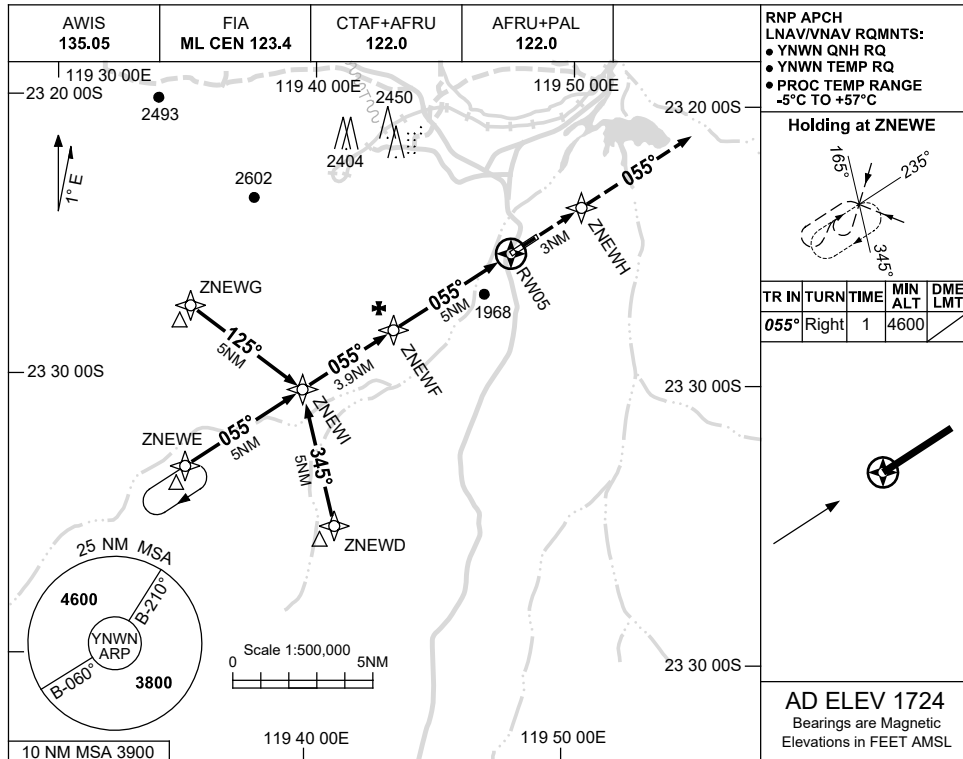 AWIS
135.05
FIA
ML CEN 123.4
CTAF+AFRU
122.0
AFRU+PAL
122.0
RNP APCH
LNAV/VNAV RQMNTS:
● YNWN QNH RQ
● YNWN TEMP RQ
● PROC TEMP RANGE
-5°C TO +57°C
119 30 00E
119 40 00E
119 50 00E
23 20 00S
23 20 00S
2493
2450
2404
2602
1° E
Holding at ZNEWE
165°
235°
345°
TR IN
TURN
TIME
MIN
ALT
DME
LMT
055°
Right
1
4600
055°
ZNEWH
3NM
RW05
055°
5NM
1968
ZNEWG
125°
5NM
055°
3.9NM
ZNEWF
23 30 00S
23 30 00S
ZNEWI
ZNEWE
055°
5NM
345°
5NM
ZNEWD
25 NM MSA
4600
B-210°
YNWN
ARP
B-060°
3800
Scale 1:500,000
0
5NM
23 30 00S
10 NM MSA 3900
119 40 00E
119 50 00E
AD ELEV 1724
Bearings are Magnetic
Elevations in FEET AMSL